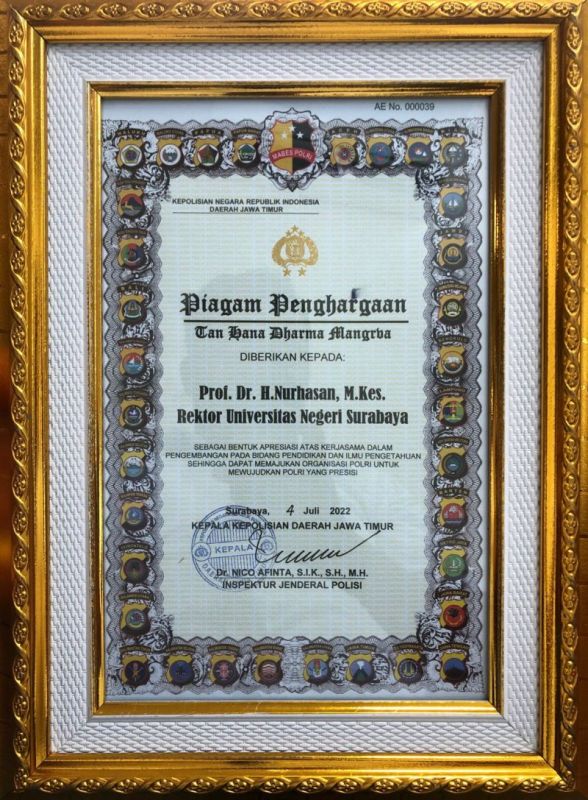 AE No. 000039
MABES POLRI
KEPOLISIAN NEGARA REPUBLIK INDONESIA
DAERAH JAWA TIMUR
Piagam Penghargaan
Tan Hana Dharma Mangrva
DIBERIKAN KEPADA:
Prof. Dr. H.Nurhasan, M.Kes.
Rektor Universitas Negeri Surabaya
SEBAGAI BENTUK APRESIASI ATAS KERJASAMA DALAM
PENGEMBANGAN PADA BIDANG PENDIDIKAN DAN ILMU PENGETAHUAN
SEHINGGA DAPAT MEMAJUKAN ORGANISASI POLRI UNTUK
MEWUJUDKAN POLRI YANG PRESISI
Surabaya, 4 Juli 2022
KEPALA KEPOLISIAN DAERAH JAWA TIMUR
KEPALA
Dr. NICO AFINTA, S.I.K., S.H., M.H.
INSPEKTUR JENDERAL POLISI